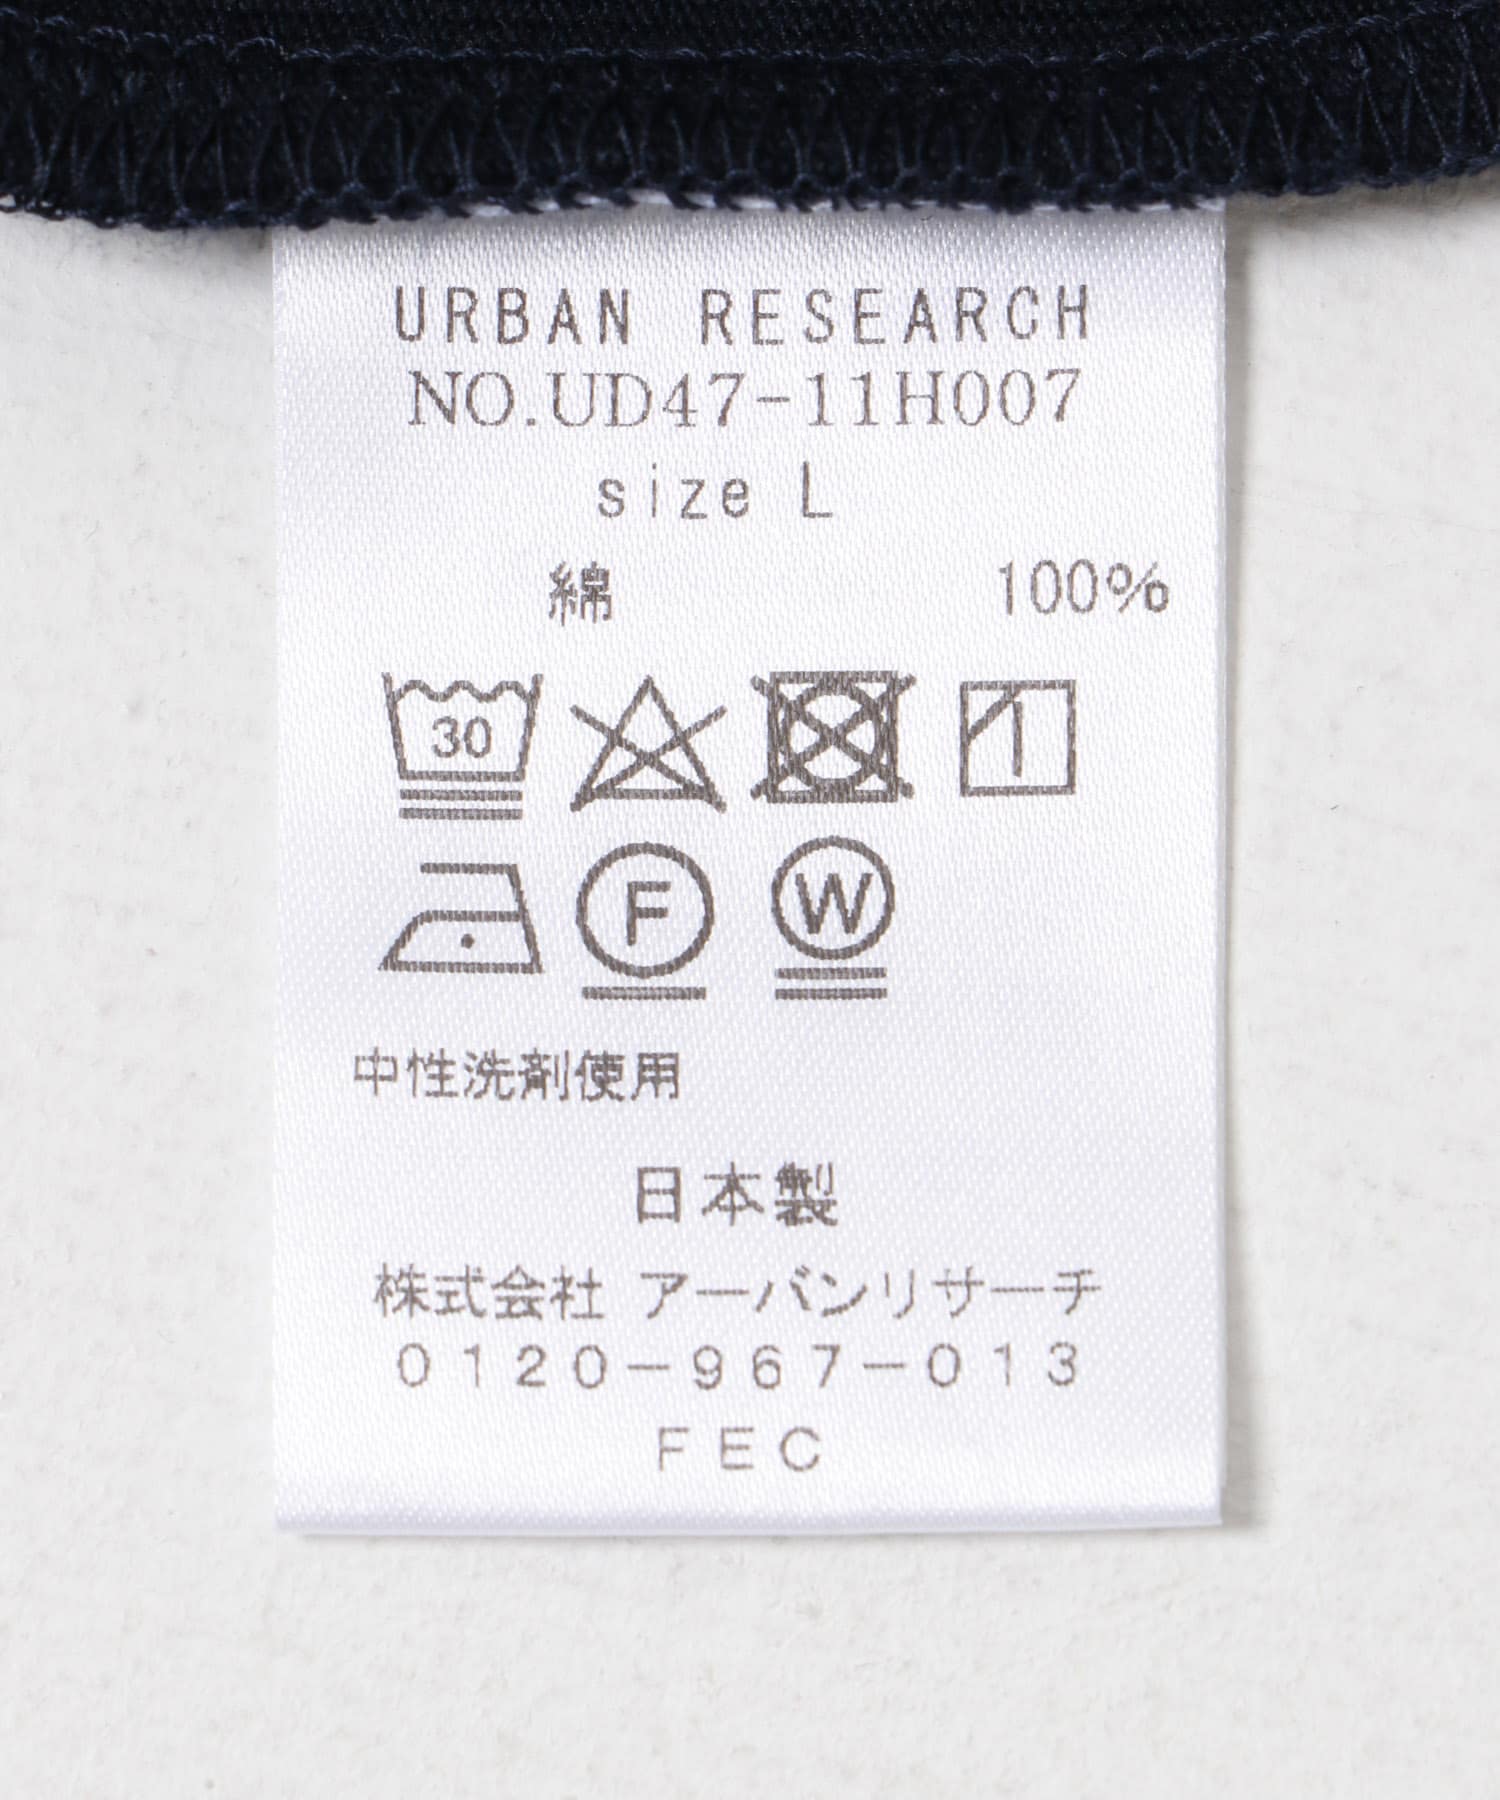 URBAN RESEARCH
NO.UD47-11H007
size L
綿 100%
30
F W
中性洗剤使用
日本製
株式会社 アーバンリサーチ
0120-967-013
FEC